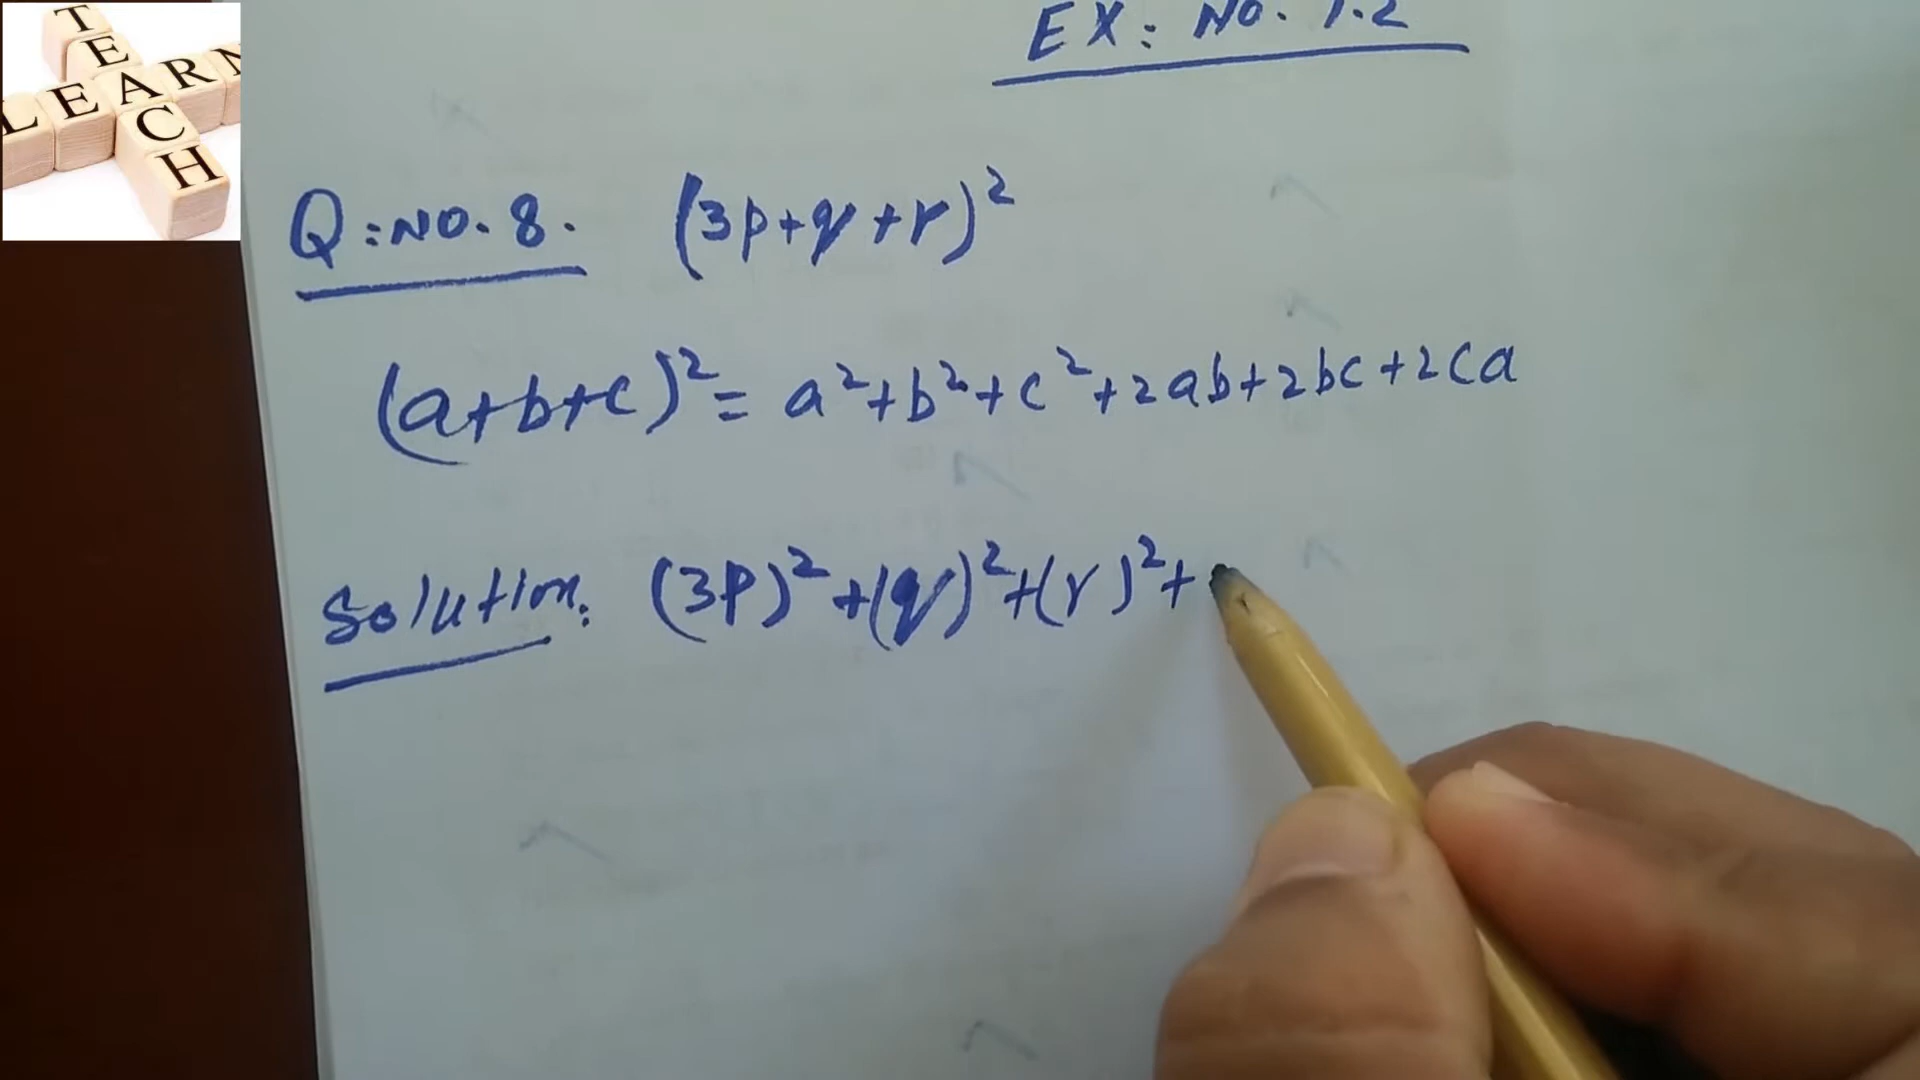 TEACH
LEARN
EX: NO. 1.2
Q:NO.8. (3p+q+r)²
(a+b+c)² = a²+b²+c²+2ab+2bc+2ca
Solution: (3p)²+(q)²+(r)²+